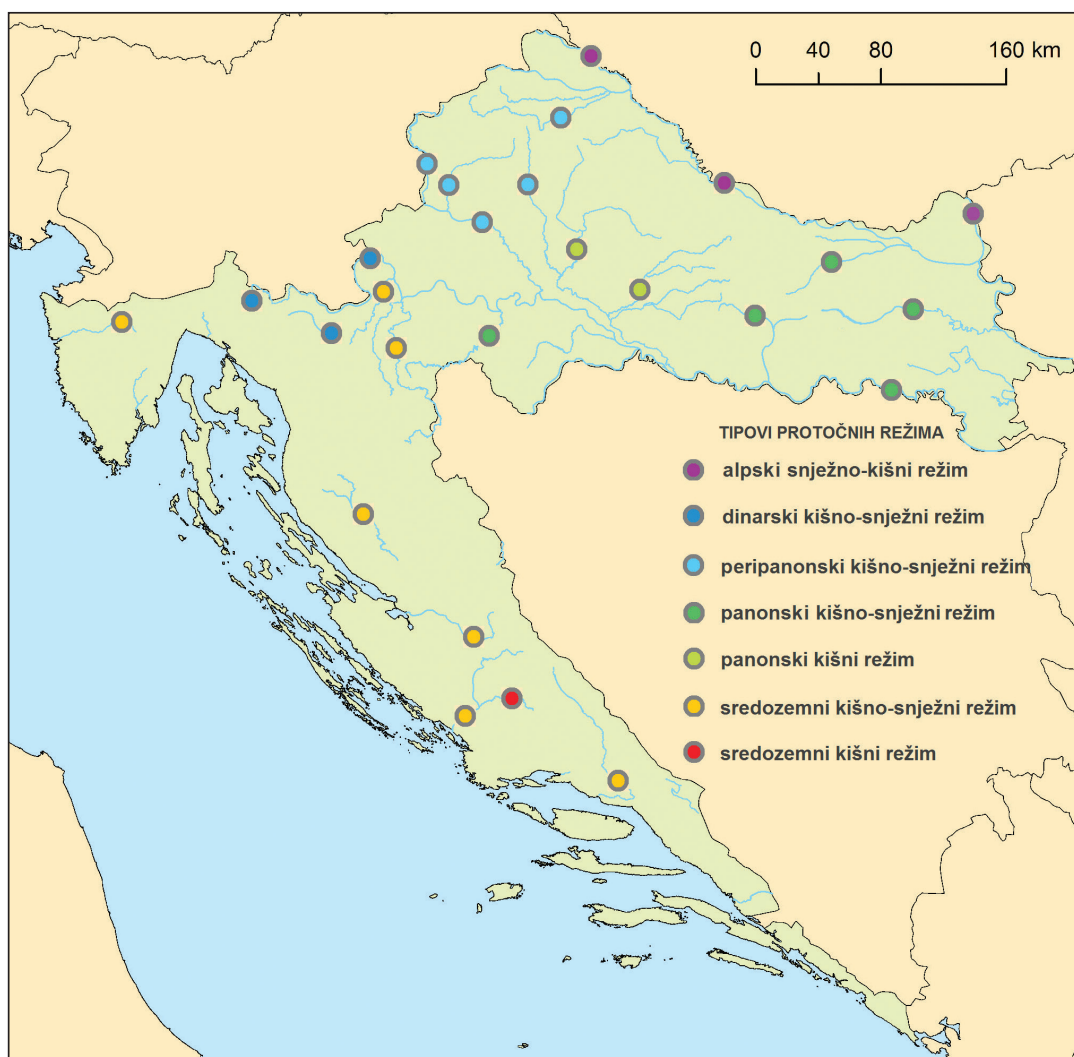 0 40 80 160 km
TIPOVI PROTOČNIH REŽIMA
alpski snježno-kišni režim
dinarski kišno-snježni režim
peripanonski kišno-snježni režim
panonski kišno-snježni režim
panonski kišni režim
sredozemni kišno-snježni režim
sredozemni kišni režim